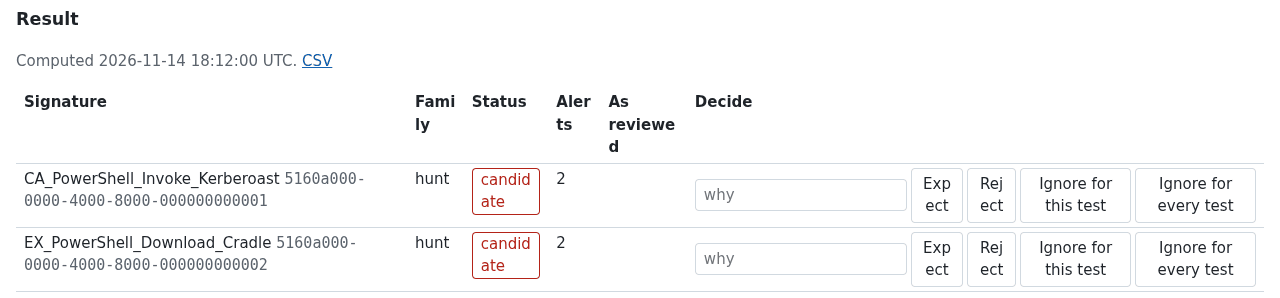 Result
Computed 2026-11-14 18:12:00 UTC. CSV
Signature Fami Status Aler As Decide
ly ts reviewe
d
CA_PowerShell_Invoke_Kerberoast 5160a000- hunt candid 2 why Exp Rej Ignore for Ignore for
0000-4000-8000-000000000001 ate ect ect this test every test
EX_PowerShell_Download_Cradle 5160a000- hunt candid 2 why Exp Rej Ignore for Ignore for
0000-4000-8000-000000000002 ate ect ect this test every test